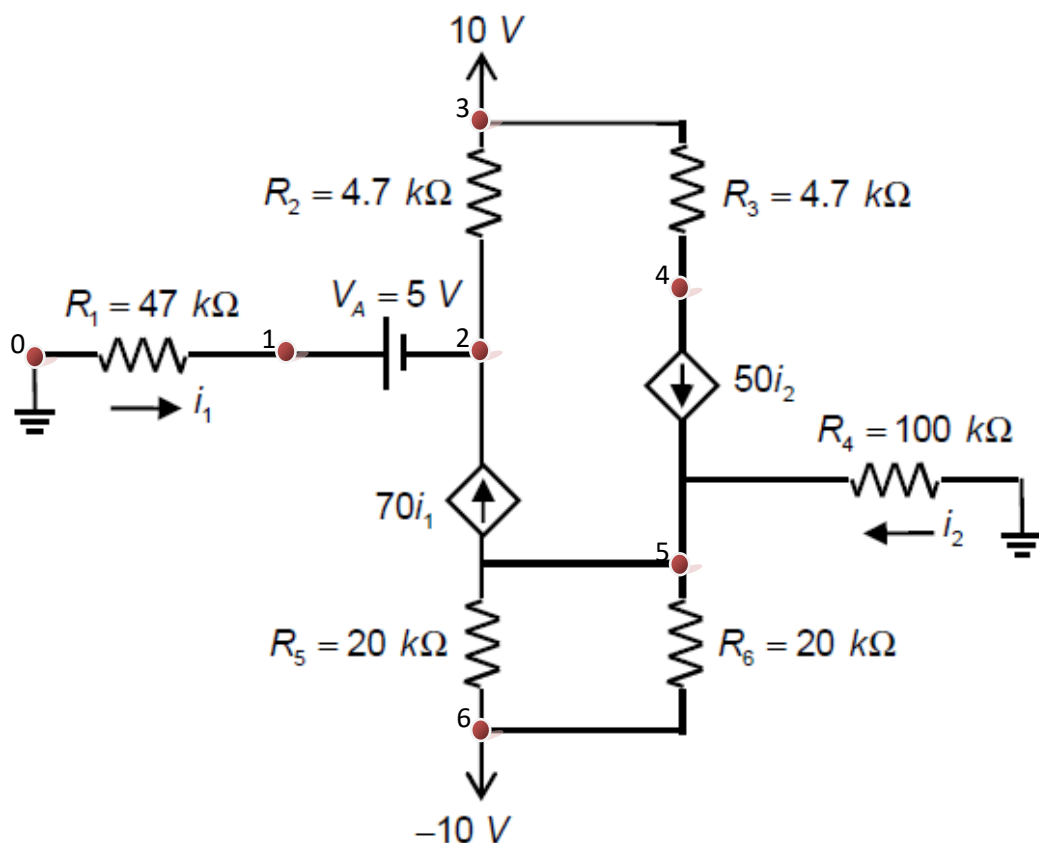 10 V
3
R₂ = 4.7 kΩ
R₃ = 4.7 kΩ
4
V_A = 5 V
R₁ = 47 kΩ
0
1
2
i₁
50i₂
R₄ = 100 kΩ
70i₁
i₂
5
R₅ = 20 kΩ
R₆ = 20 kΩ
6
−10 V